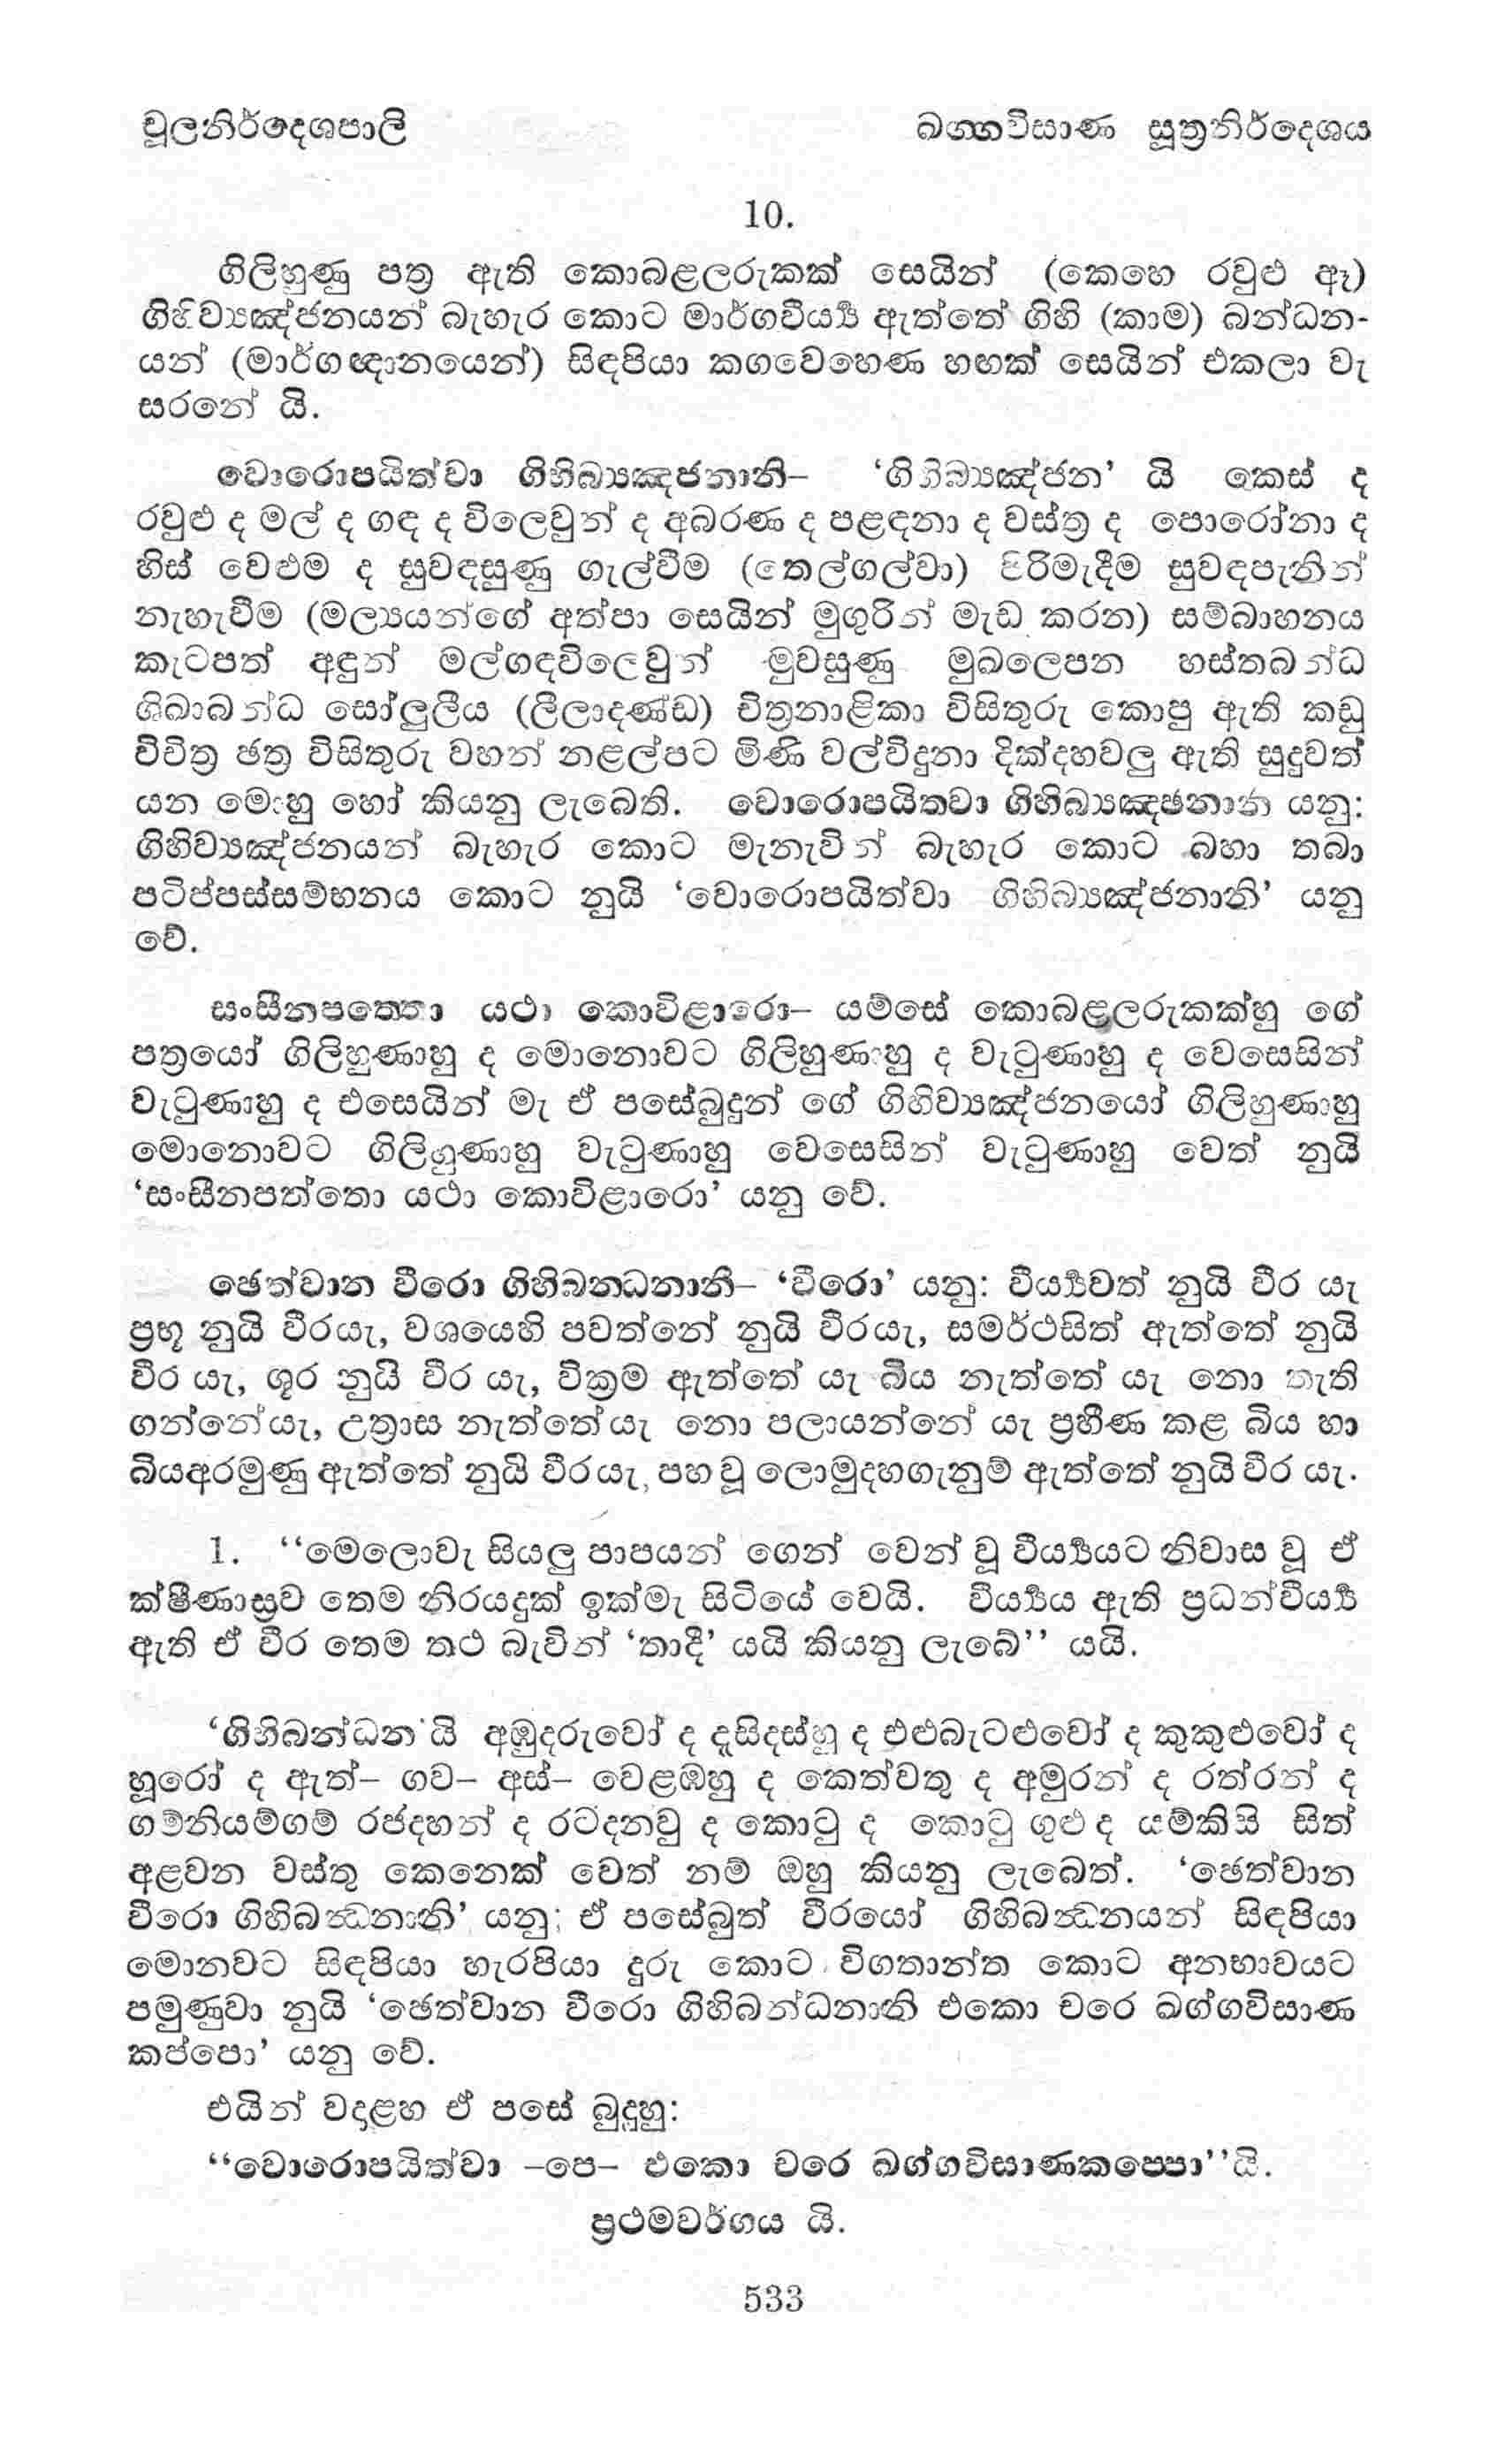 චූලනිර්දෙශපාලි ඛග්ගවිසාණ සූත්‍රනිර්දෙශය
10.
ගිලිහුණු පත්‍ර ඇති කොබළලරුකක් සෙයින් (කෙහෙ රවුළු ඈ)
ගිහිව්‍යඤ්ජනයන් බැහැර කොට මාර්ගවීර්‍ය්‍ය ඇත්තේ ගිහි (කාම) බන්ධන-
යන් (මාර්ගඥානයෙන්) සිඳපියා කගවෙහෙණ හඟක් සෙයින් එකලා වැ
සරනේ යි.
වොරොපයිත්වා ගිහිබ්‍යඤ්ජනානි– ‘ගිහිබ්‍යඤ්ජන’ යි කෙස් ද
රවුළු ද මල් ද ගඳ ද විලෙවුන් ද අබරණ ද පළඳනා ද වස්ත්‍ර ද පොරෝනා ද
හිස් වෙළුම ද සුවඳසුණු ගැල්වීම (තෙල්ගල්වා) පිරිමැදීම සුවඳපැනින්
නැහැවීම (මල්‍යයන්ගේ අත්පා සෙයින් මුගුරින් මැඩ කරන) සම්බාහනය
කැටපත් අඳුන් මල්ගඳවිලෙවුන් මුවසුණු මුඛලෙපන හස්තබන්ධ
ශිඛාබන්ධ සෝලුලීය (ලීලාදණ්ඩ) චිත්‍රනාළිකා විසිතුරු කොපු ඇති කඩු
විචිත්‍ර ඡත්‍ර විසිතුරු වහන් නළල්පට මිණි වල්විදුනා දික්දහවලු ඇති සුදුවත්
යන මොහු හෝ කියනු ලැබෙති. වොරොපයිත්වා ගිහිබ්‍යඤ්ජනානි යනු:
ගිහිව්‍යඤ්ජනයන් බැහැර කොට මැනැවින් බැහැර කොට බහා තබා
පටිප්පස්සම්භනය කොට නුයි ‘වොරොපයිත්වා ගිහිබ්‍යඤ්ජනානි’ යනු
වේ.
සංසීනපත්තො යථා කොවිළාරො– යම්සේ කොබළලරුකක්හු ගේ
පත්‍රයෝ ගිලිහුණාහු ද මොනොවට ගිලිහුණාහු ද වැටුණාහු ද වෙසෙසින්
වැටුණාහු ද එසෙයින් මැ ඒ පසේබුදුන් ගේ ගිහිව්‍යඤ්ජනයෝ ගිලිහුණාහු
මොනොවට ගිලිහුණාහු වැටුණාහු වෙසෙසින් වැටුණාහු වෙත් නුයි
‘සංසීනපත්තො යථා කොවිළාරො’ යනු වේ.
ඡෙත්වාන වීරො ගිහිබන්ධනානි– ‘වීරො’ යනු: වීර්‍ය්‍යවත් නුයි වීර යැ
ප්‍රභූ නුයි වීරයැ, වශයෙහි පවත්නේ නුයි වීරයැ, සමර්ථසිත් ඇත්තේ නුයි
වීර යැ, ශූර නුයි වීර යැ, වික්‍රම ඇත්තේ යැ බිය නැත්තේ යැ නො තැති
ගන්නේයැ, උත්‍රාස නැත්තේයැ නො පලායන්නේ යැ ප්‍රහීණ කළ බිය හා
බියඅරමුණු ඇත්තේ නුයි වීරයැ, පහ වූ ලොමුදහගැනුම් ඇත්තේ නුයි වීර යැ.
1. “මෙලොවැ සියලු පාපයන් ගෙන් වෙන් වූ වීර්‍ය්‍යයට නිවාස වූ ඒ
ක්ෂීණාස්‍රව තෙම නිරයදුක් ඉක්මැ සිටියේ වෙයි. වීර්‍ය්‍යය ඇති ප්‍රධන්වීර්‍ය්‍ය
ඇති ඒ වීර තෙම තථ බැවින් ‘තාදී’ යයි කියනු ලැබේ” යයි.
‘ගිහිබන්ධන’ යි අඹුදරුවෝ ද දැසිදස්හු ද එළුබැටළුවෝ ද කුකුළුවෝ ද
හූරෝ ද ඇත්– ගව– අස්– වෙළඹහු ද කෙත්වතු ද අමුරන් ද රත්රන් ද
ගම්නියම්ගම් රජදහන් ද රටදනවු ද කොටු ද කොටු ගුළු ද යම්කිසි සිත්
අළවන වස්තු කෙනෙක් වෙත් නම් ඔහු කියනු ලැබෙත්. ‘ඡෙත්වාන
වීරො ගිහිබන්ධනානි’ යනු; ඒ පසේබුත් වීරයෝ ගිහිබන්ධනයන් සිඳපියා
මොනවට සිඳපියා හැරපියා දුරු කොට විගතාන්ත කොට අනභාවයට
පමුණුවා නුයි ‘ඡෙත්වාන වීරො ගිහිබන්ධනානි එකො චරෙ ඛග්ගවිසාණ
කප්පො’ යනු වේ.
එයින් වදාළහ ඒ පසේ බුදුහු:
“වොරොපයිත්වා –පෙ– එකො චරෙ ඛග්ගවිසාණකප්පො”යි.
ප්‍රථමවර්ගය යි.
533